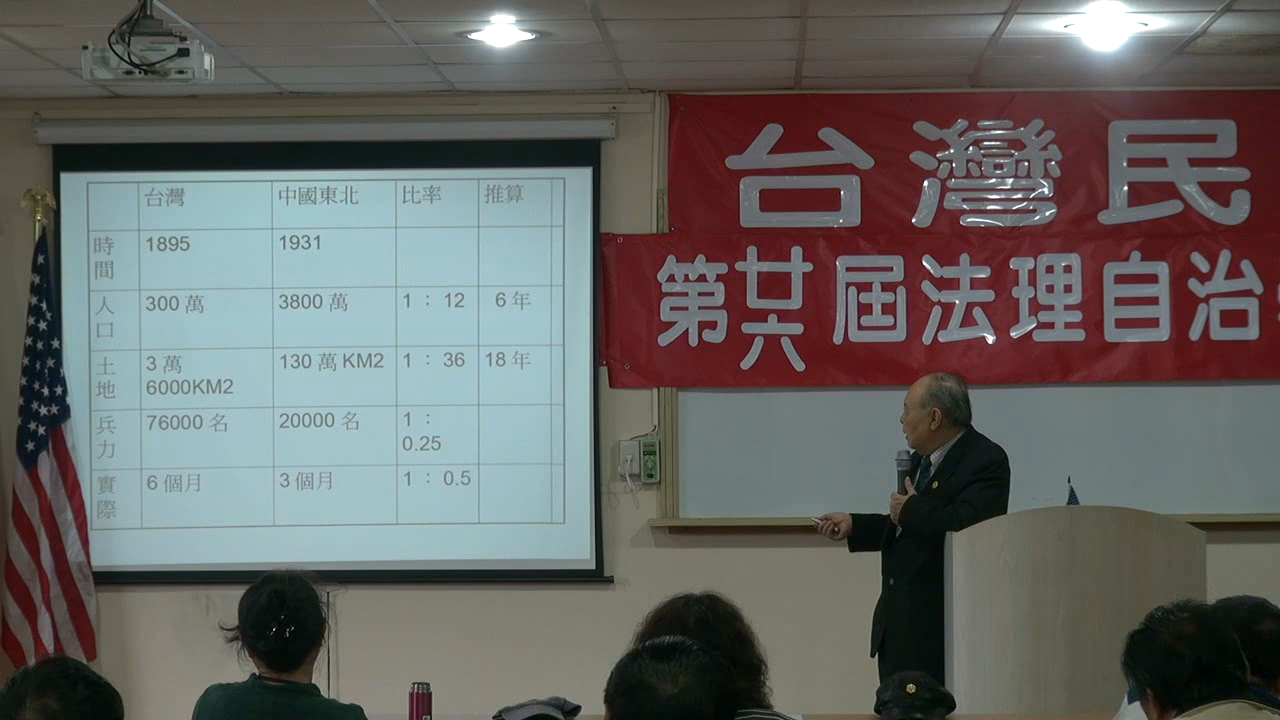 台灣 中國東北 比率 推算
時間 1895 1931
人口 300 萬 3800 萬 1 : 12 6 年
土地 3 萬 6000KM2 130 萬 KM2 1 : 36 18 年
兵力 76000 名 20000 名 1 : 0.25
實際 6 個月 3 個月 1 : 0.5
台灣民
第廿六屆法理自治